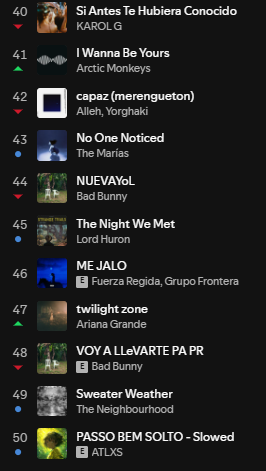 40
Si Antes Te Hubiera Conocido
KAROL G
41
I Wanna Be Yours
Arctic Monkeys
42
capaz (merengueton)
Alleh, Yorghaki
43
No One Noticed
The Marías
44
NUEVAYoL
Bad Bunny
45
The Night We Met
Lord Huron
46
ME JALO
E Fuerza Regida, Grupo Frontera
47
twilight zone
Ariana Grande
48
VOY A LLeVARTE PA PR
E Bad Bunny
49
Sweater Weather
The Neighbourhood
50
PASSO BEM SOLTO - Slowed
E ATLXS